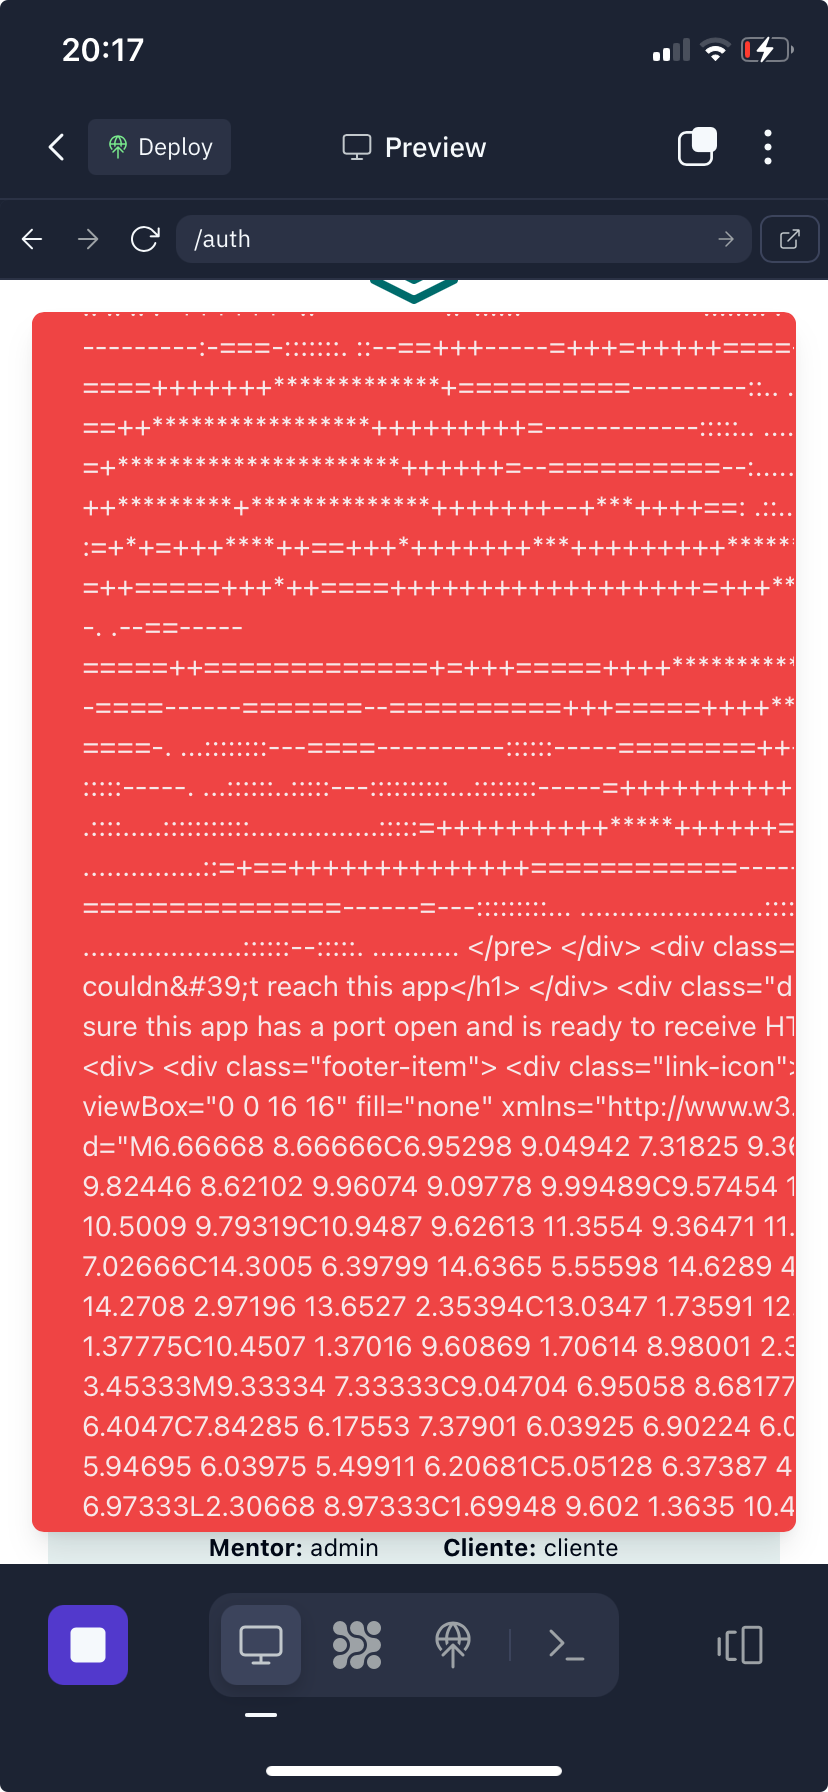 20:17
Deploy
Preview
/auth
---------:-===-:::::::. ::--==+++-----=+++=+++++====-
====+++++++*************+==========---------::.. .
==++*****************+++++++++=------------:::::.. ....
=+**********************++++++=--==========--:.....
++*********+**************+++++++--+***++++==: .::..
:=+*+=+++****++==+++*+++++++***+++++++++*****
=++=====+++*++====++++++++++++++++++=+++**
-. .--==-----
=====++=============+=+++=====++++**********
-====------=======--==========+++=====++++**
====-. ...::::::::---====----------::::::-----========++-
:::::-----. ...::::::..:::::---::::::::::...::::::::-----=++++++++++
.::::.....:::::::::::................:::::=++++++++++*****++++++=
...............::=+==++++++++++++++============-----
===============------=---:::::::::... .......................::::
....................::::::--:::::. ........... </pre> </div> <div class=
couldn&#39;t reach this app</h1> </div> <div class="d
sure this app has a port open and is ready to receive HT
<div> <div class="footer-item"> <div class="link-icon">
viewBox="0 0 16 16" fill="none" xmlns="http://www.w3.
d="M6.66668 8.66666C6.95298 9.04942 7.31825 9.36
9.82446 8.62102 9.96074 9.09778 9.99489C9.57454 1
10.5009 9.79319C10.9487 9.62613 11.3554 9.36471 11.
7.02666C14.3005 6.39799 14.6365 5.55598 14.6289 4
14.2708 2.97196 13.6527 2.35394C13.0347 1.73591 12.
1.37775C10.4507 1.37016 9.60869 1.70614 8.98001 2.3
3.45333M9.33334 7.33333C9.04704 6.95058 8.68177
6.4047C7.84285 6.17553 7.37901 6.03925 6.90224 6.0
5.94695 6.03975 5.49911 6.20681C5.05128 6.37387 4
6.97333L2.30668 8.97333C1.69948 9.602 1.3635 10.4
Mentor: admin Cliente: cliente